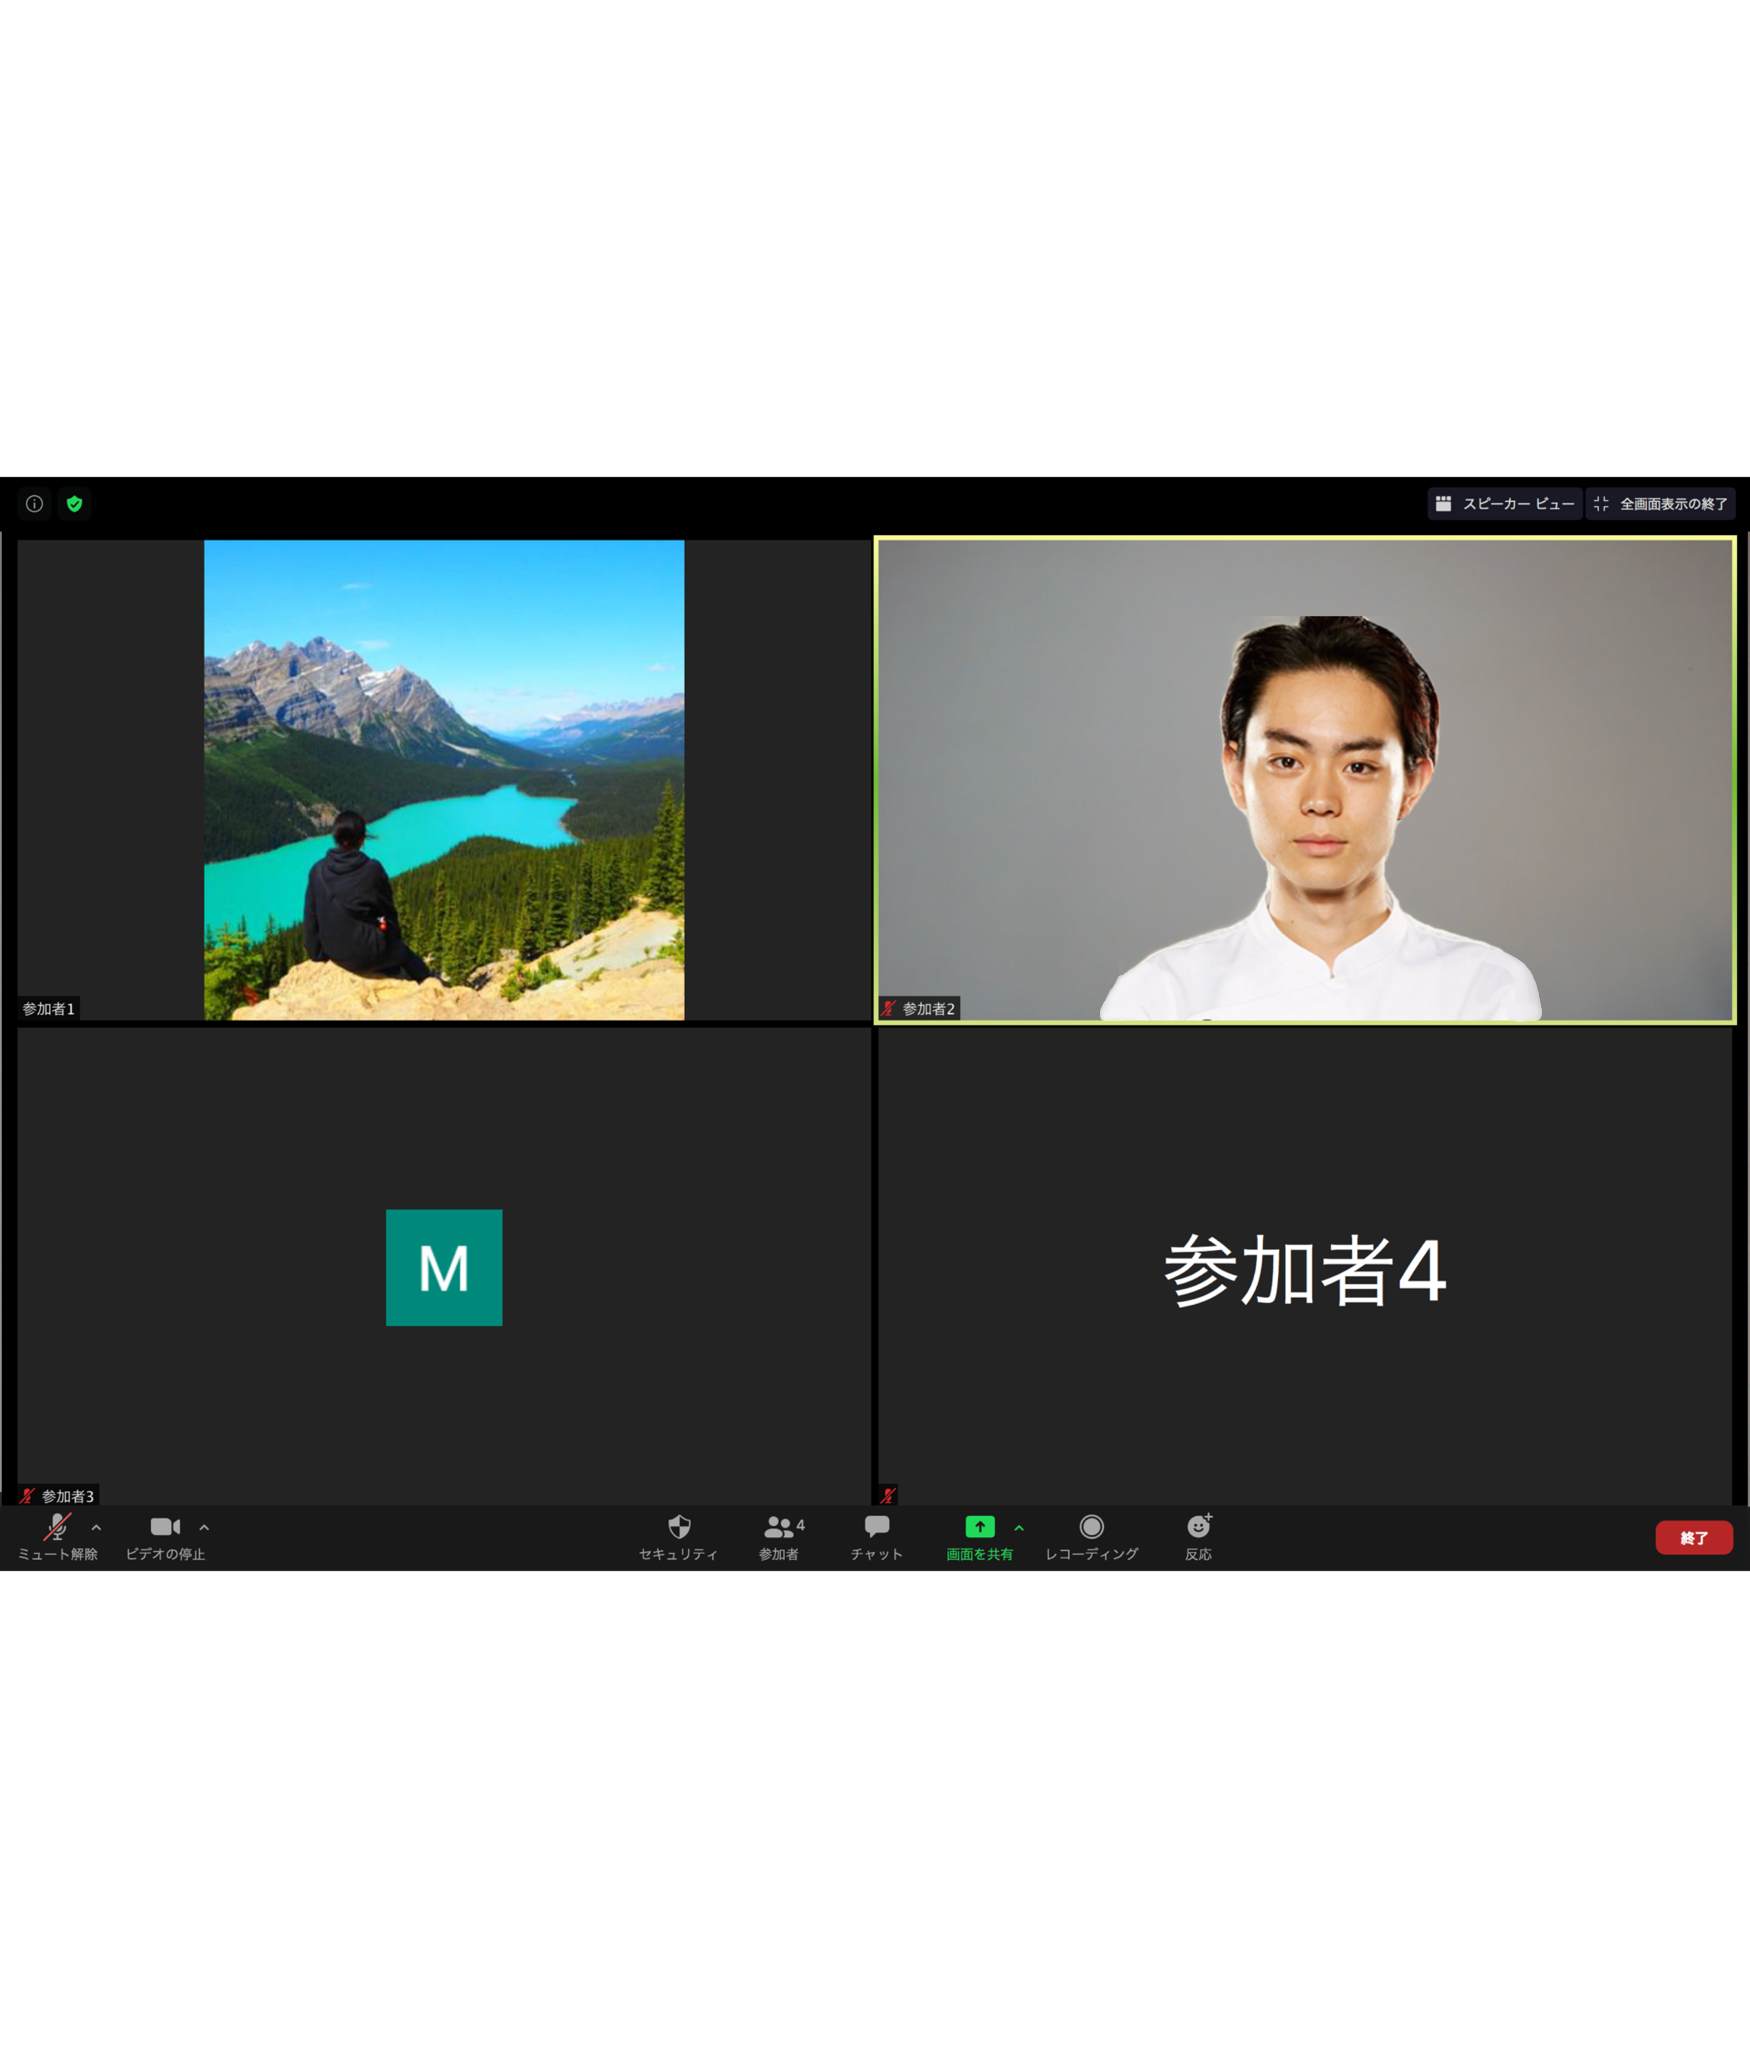 スピーカー ビュー
全画面表示の終了
参加者1
参加者2
M
参加者4
参加者3
ミュート解除
ビデオの停止
セキュリティ
4
参加者
チャット
画面を共有
レコーディング
反応
終了